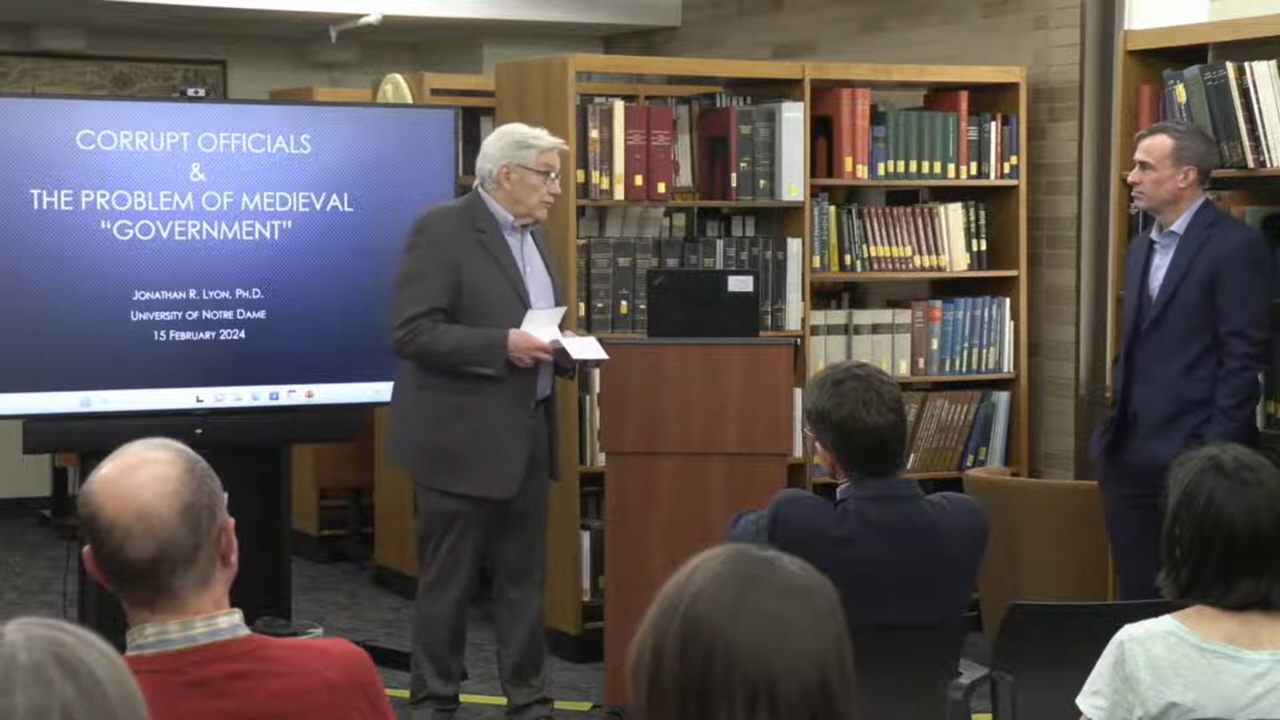 CORRUPT OFFICIALS
&
THE PROBLEM OF MEDIEVAL
“GOVERNMENT”
JONATHAN R. LYON, PH.D.
UNIVERSITY OF NOTRE DAME
15 FEBRUARY 2024